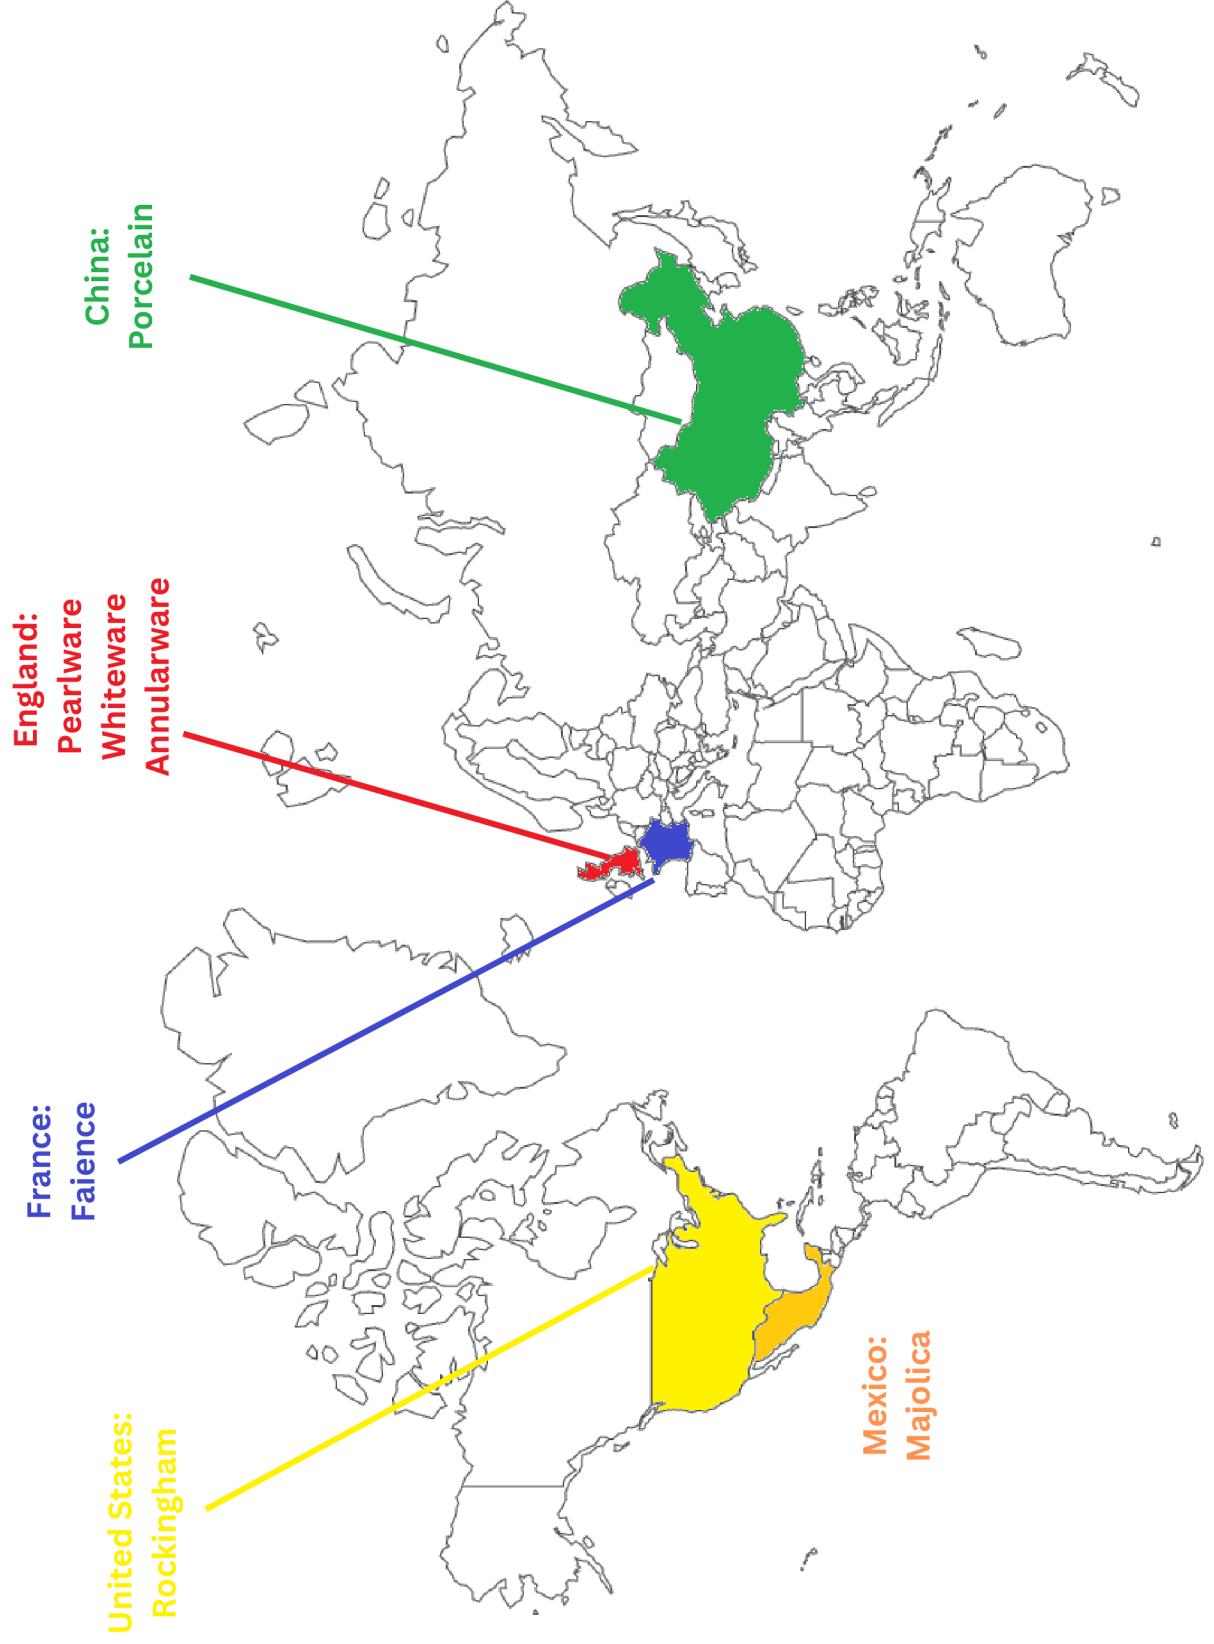 United States:
Rockingham
France:
Faience
England:
Pearlware
Whiteware
Annularware
China:
Porcelain
Mexico:
Majolica